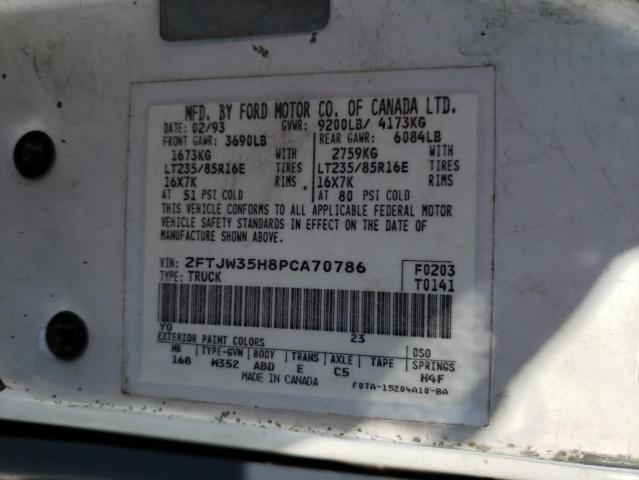 MFD. BY FORD MOTOR CO. OF CANADA LTD.
DATE: 02/93 GVWR: 9200LB/ 4173KG
FRONT GAWR: 3690LB REAR GAWR: 6084LB
1673KG WITH 2759KG WITH
LT235/85R16E TIRES LT235/85R16E TIRES
16X7K RIMS 16X7K RIMS
AT 51 PSI COLD AT 80 PSI COLD
THIS VEHICLE CONFORMS TO ALL APPLICABLE FEDERAL MOTOR
VEHICLE SAFETY STANDARDS IN EFFECT ON THE DATE OF
MANUFACTURE SHOWN ABOVE.
VIN: 2FTJW35H8PCA70786 F0203
TYPE: TRUCK T0141
YO 23
EXTERIOR PAINT COLORS DSO
WB TYPE-GVW BODY TRANS AXLE TAPE SPRINGS
168 W352 ABD E C5 H4F
MADE IN CANADA F0TA-15204A10-BA